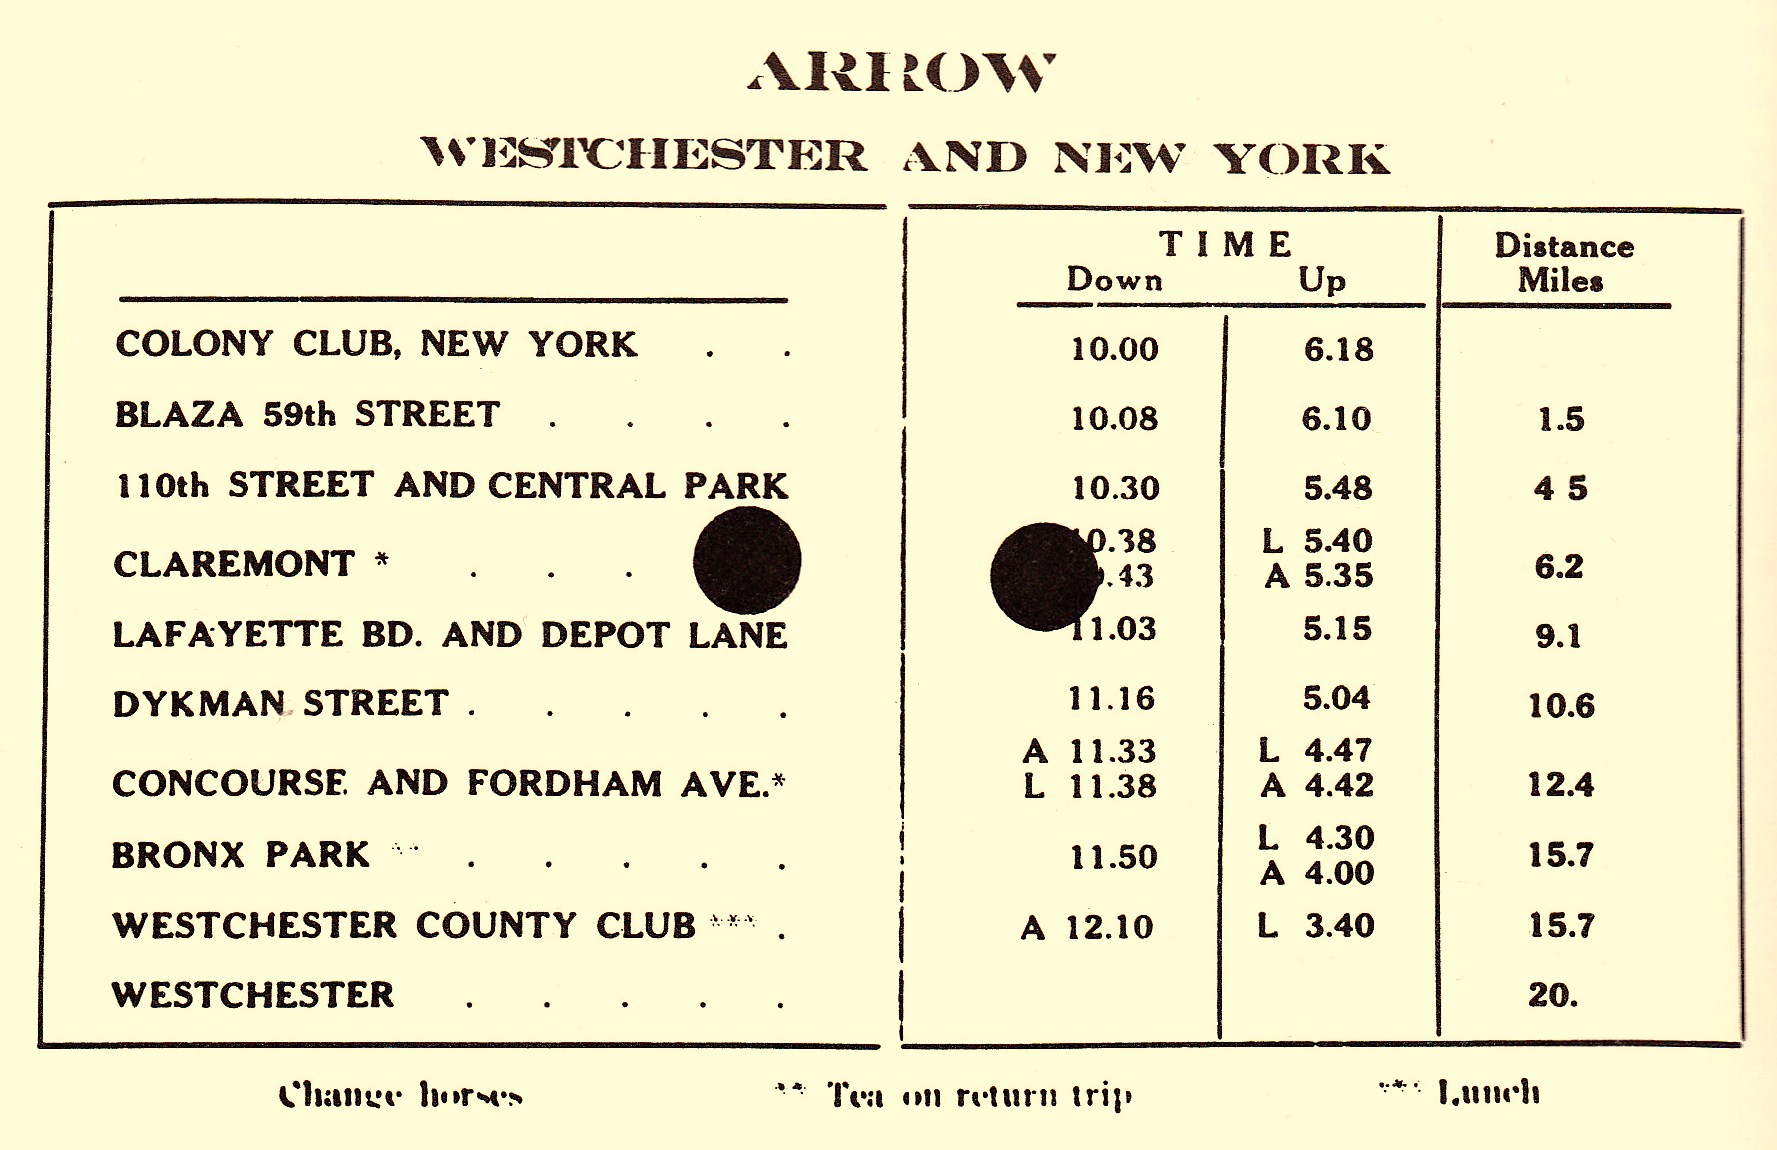 ARROW
WESTCHESTER AND NEW YORK
TIME Distance
Down Up Miles
COLONY CLUB, NEW YORK . . 10.00 6.18
BLAZA 59th STREET . . . . 10.08 6.10 1.5
110th STREET AND CENTRAL PARK 10.30 5.48 4 5
0.38 L 5.40
CLAREMONT * . . . .43 A 5.35 6.2
LAFAYETTE BD. AND DEPOT LANE 11.03 5.15 9.1
DYKMAN STREET . . . . . 11.16 5.04 10.6
A 11.33 L 4.47
CONCOURSE AND FORDHAM AVE.* L 11.38 A 4.42 12.4
L 4.30
BRONX PARK ** . . . . . 11.50 15.7
A 4.00
WESTCHESTER COUNTY CLUB *** . A 12.10 L 3.40 15.7
WESTCHESTER . . . . . 20.
Change horses ** Tea on return trip *** Lunch